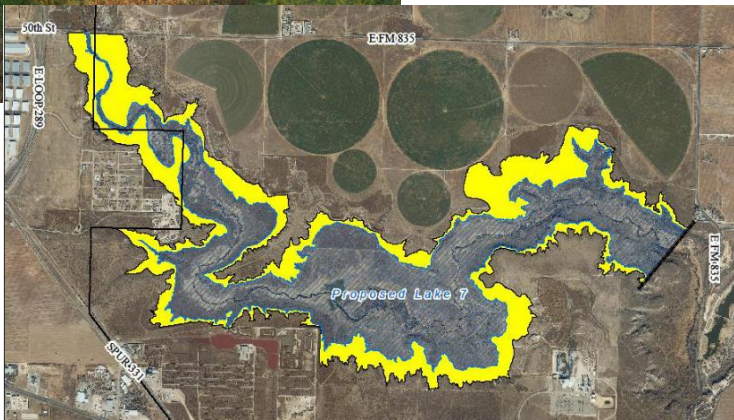 50th St
E FM 835
E LOOP 289
Proposed Lake 7
E FM 835
SPUR 331